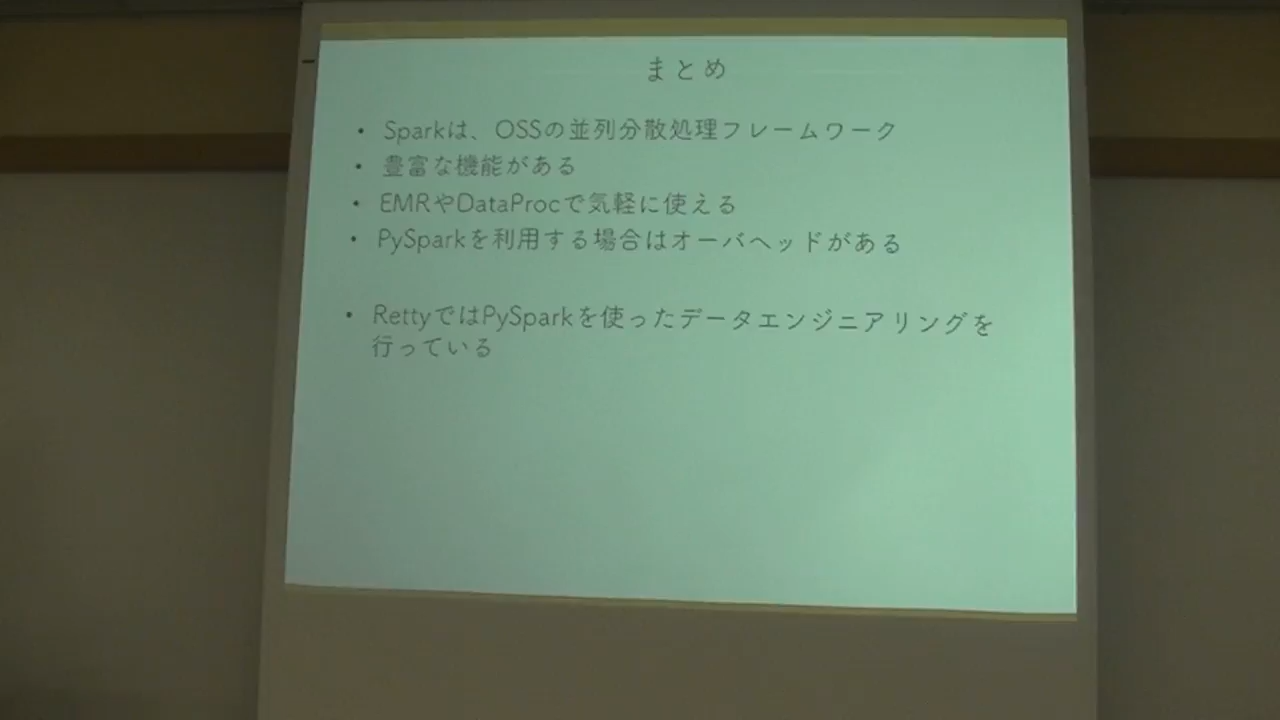 まとめ
• Sparkは、OSSの並列分散処理フレームワーク
• 豊富な機能がある
• EMRやDataProcで気軽に使える
• PySparkを利用する場合はオーバヘッドがある
• RettyではPySparkを使ったデータエンジニアリングを
行っている